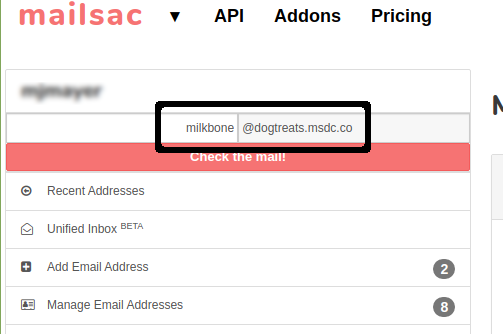 mailsac ▼ API Addons Pricing
milkbone @dogtreats.msdc.co
Check the mail!
Recent Addresses
Unified Inbox BETA
Add Email Address 2
Manage Email Addresses 8